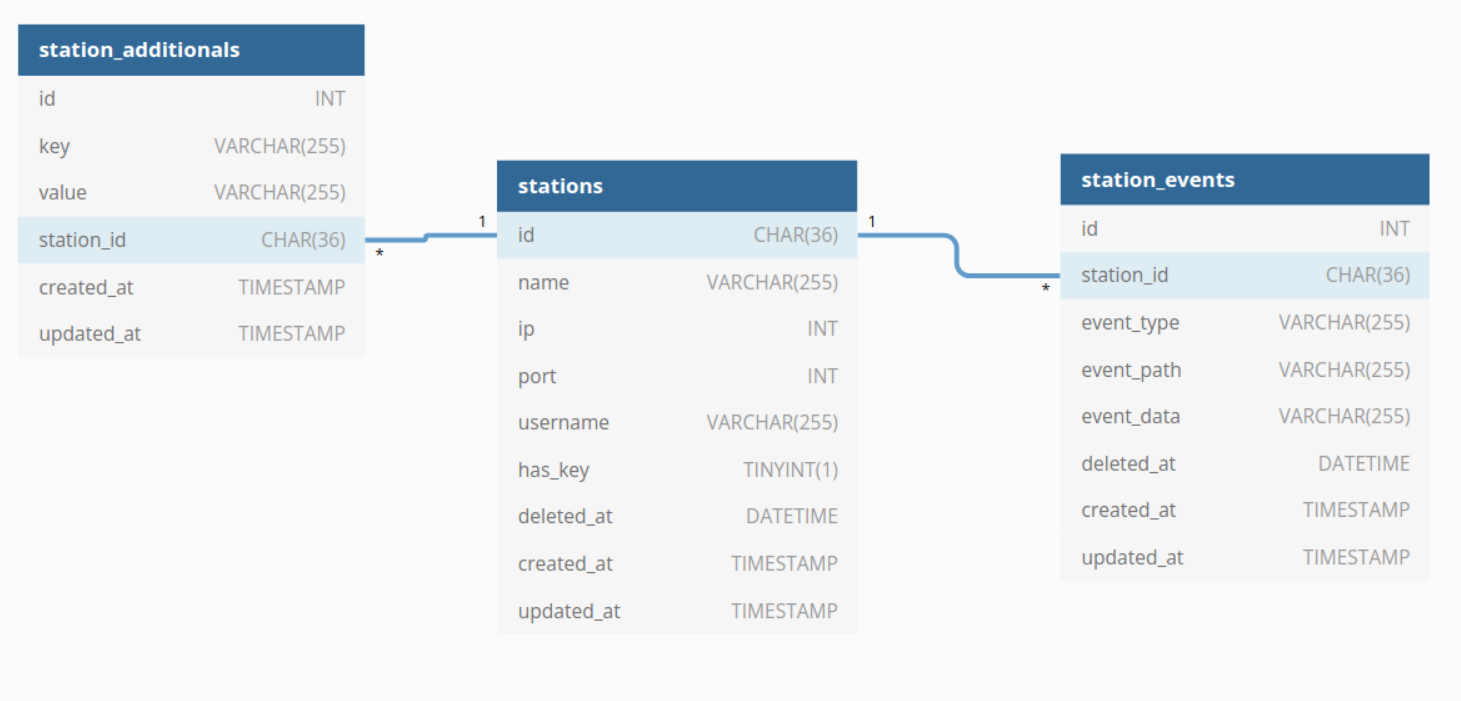 station_additionals
id INT
key VARCHAR(255)
value VARCHAR(255)
station_id CHAR(36)
created_at TIMESTAMP
updated_at TIMESTAMP
*
1
stations
id CHAR(36)
name VARCHAR(255)
ip INT
port INT
username VARCHAR(255)
has_key TINYINT(1)
deleted_at DATETIME
created_at TIMESTAMP
updated_at TIMESTAMP
1
*
station_events
id INT
station_id CHAR(36)
event_type VARCHAR(255)
event_path VARCHAR(255)
event_data VARCHAR(255)
deleted_at DATETIME
created_at TIMESTAMP
updated_at TIMESTAMP